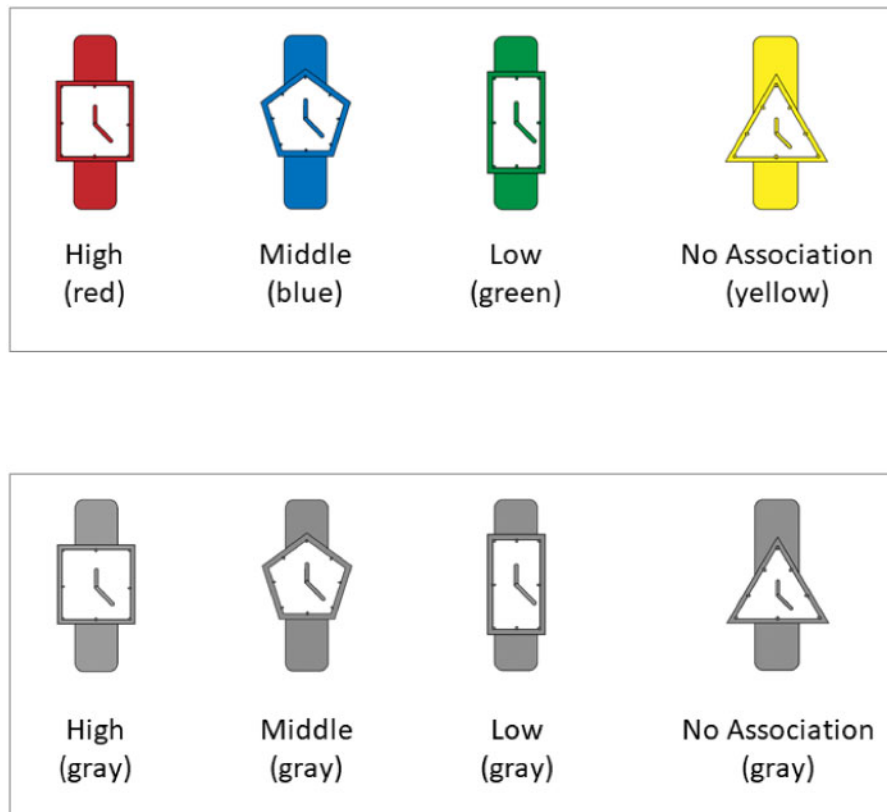 High Middle Low No Association
(red) (blue) (green) (yellow)
High Middle Low No Association
(gray) (gray) (gray) (gray)